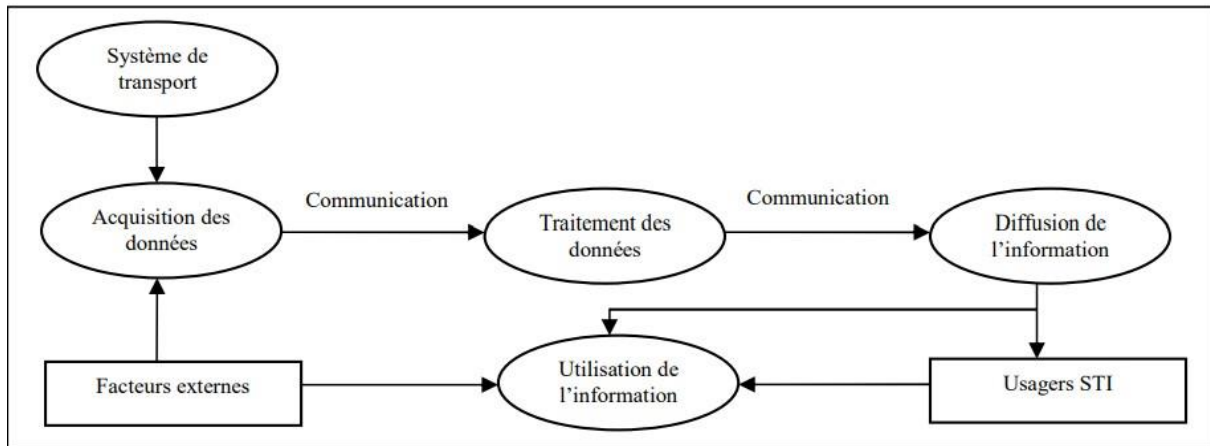 Système de
transport
Communication
Communication
Acquisition des
données
Traitement des
données
Diffusion de
l’information
Facteurs externes
Utilisation de
l’information
Usagers STI